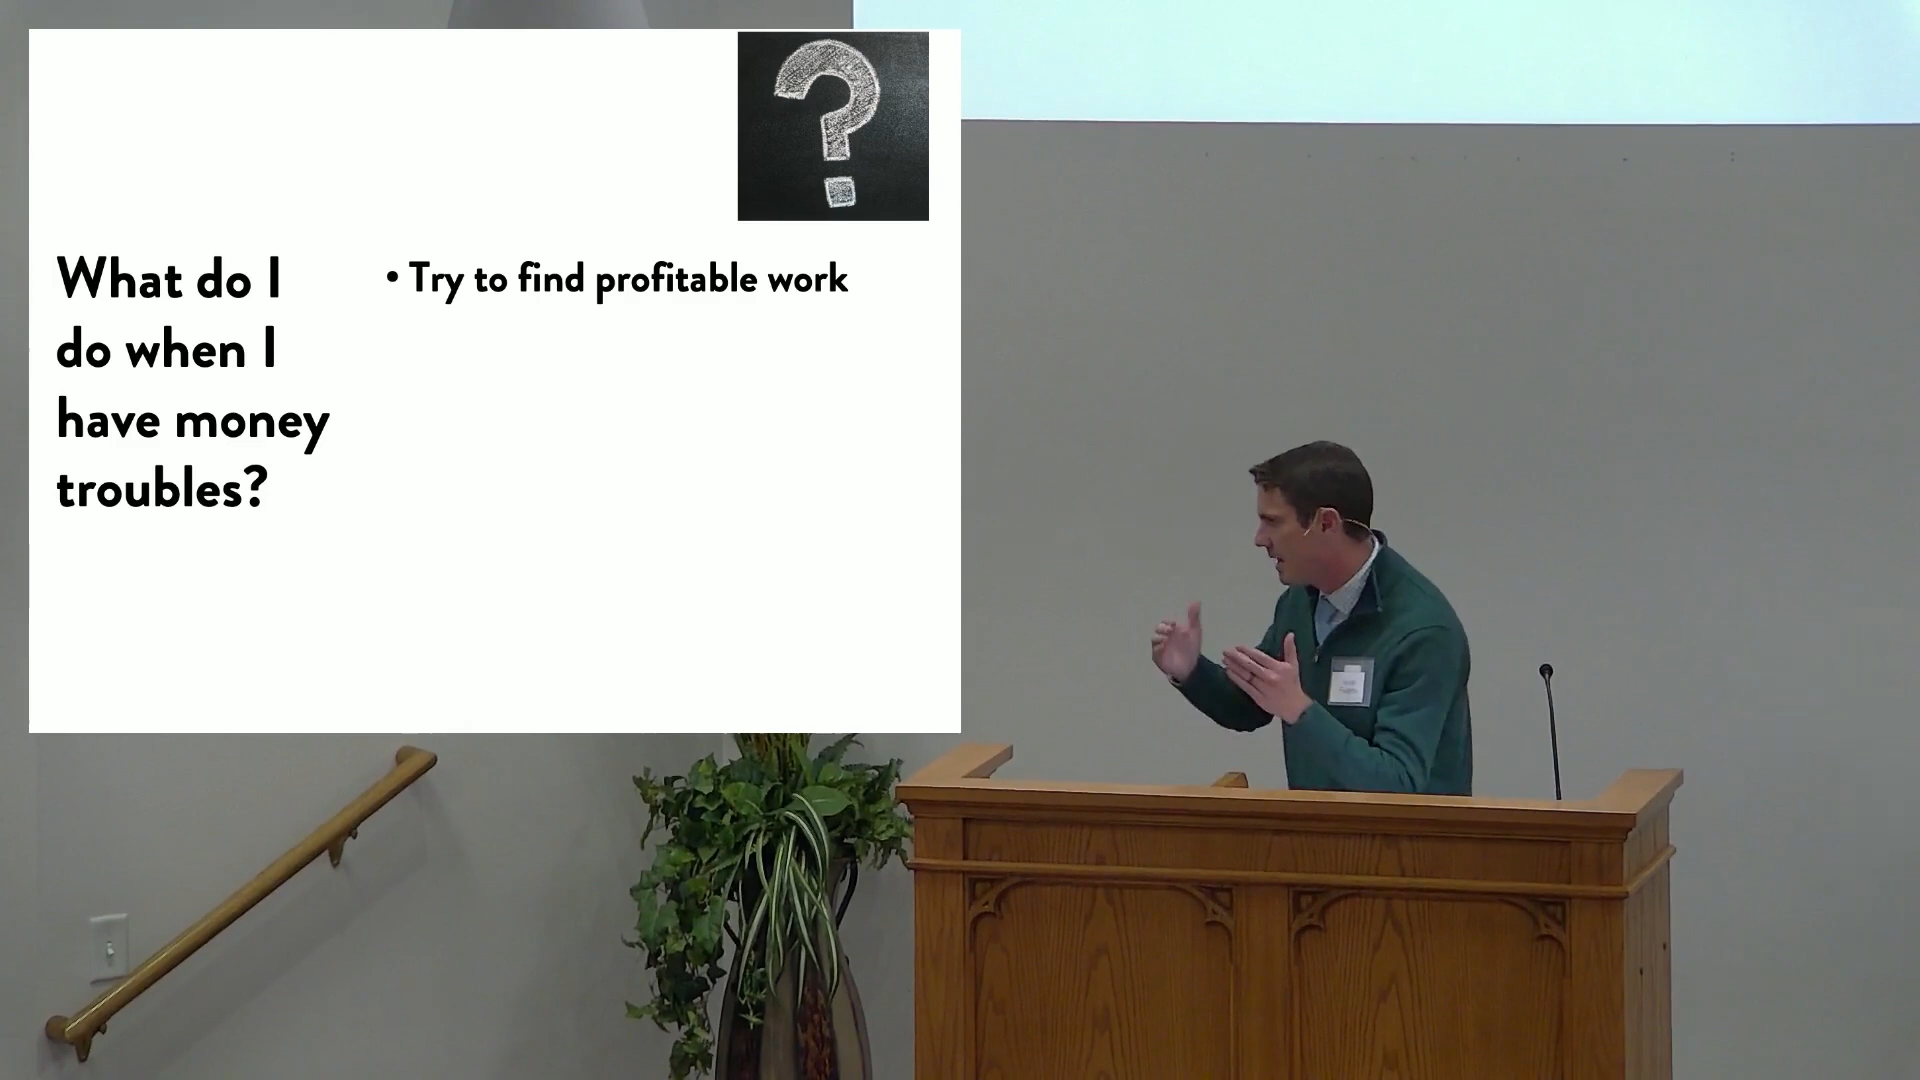 What do I
do when I
have money
troubles?
• Try to find profitable work